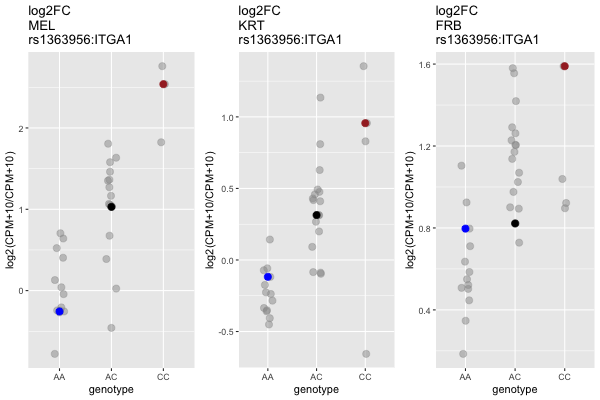 log2FC
MEL
rs1363956:ITGA1
log2(CPM+10/CPM+10)
2
1
0
AA
AC
CC
genotype
log2FC
KRT
rs1363956:ITGA1
log2(CPM+10/CPM+10)
1.0
0.5
0.0
-0.5
AA
AC
CC
genotype
log2FC
FRB
rs1363956:ITGA1
log2(CPM+10/CPM+10)
1.6
1.2
0.8
0.4
AA
AC
CC
genotype